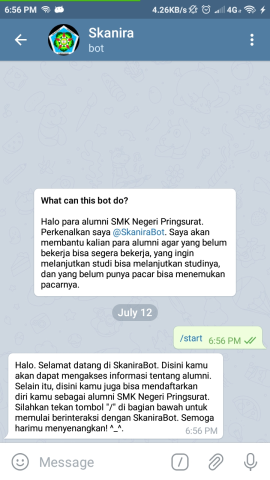 6:56 PM 4.26KB/s 4G
Skanira
bot
What can this bot do?
Halo para alumni SMK Negeri Pringsurat.
Perkenalkan saya @SkaniraBot. Saya akan
membantu kalian para alumni agar yang belum
bekerja bisa segera bekerja, yang ingin
melanjutkan studi bisa melanjutkan studinya,
dan yang belum punya pacar bisa menemukan
pacarnya.
July 12
/start 6:56 PM
Halo. Selamat datang di SkaniraBot. Disini kamu
akan dapat mengakses informasi tentang alumni.
Selain itu, disini kamu juga bisa mendaftarkan
diri kamu sebagai alumni SMK Negeri Pringsurat.
Silahkan tekan tombol "/" di bagian bawah untuk
memulai berinteraksi dengan SkaniraBot. Semoga
harimu menyenangkan! ^_^.
6:56 PM
Message